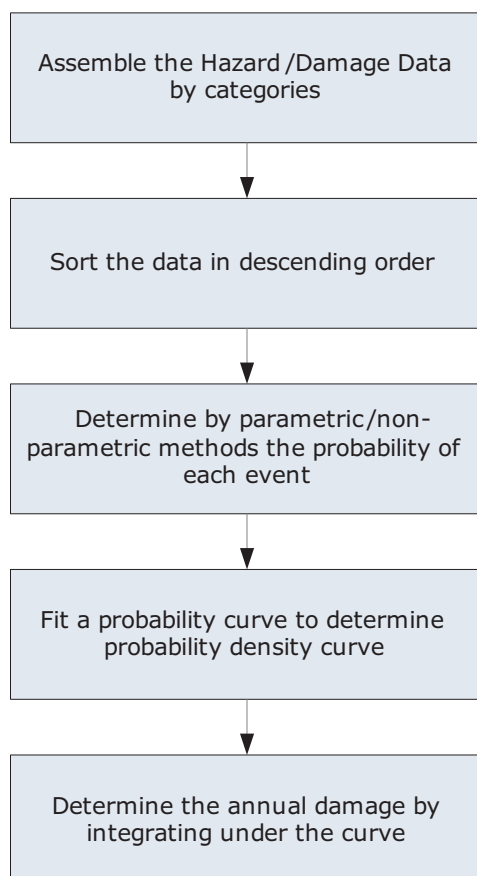 Assemble the Hazard/Damage Data
by categories
Sort the data in descending order
Determine by parametric/non-
parametric methods the probability of
each event
Fit a probability curve to determine
probability density curve
Determine the annual damage by
integrating under the curve